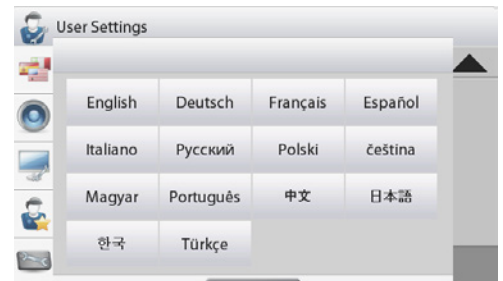 User Settings
English Deutsch Français Español
Italiano Русский Polski čeština
Magyar Português 中文 日本語
한국 Türkçe